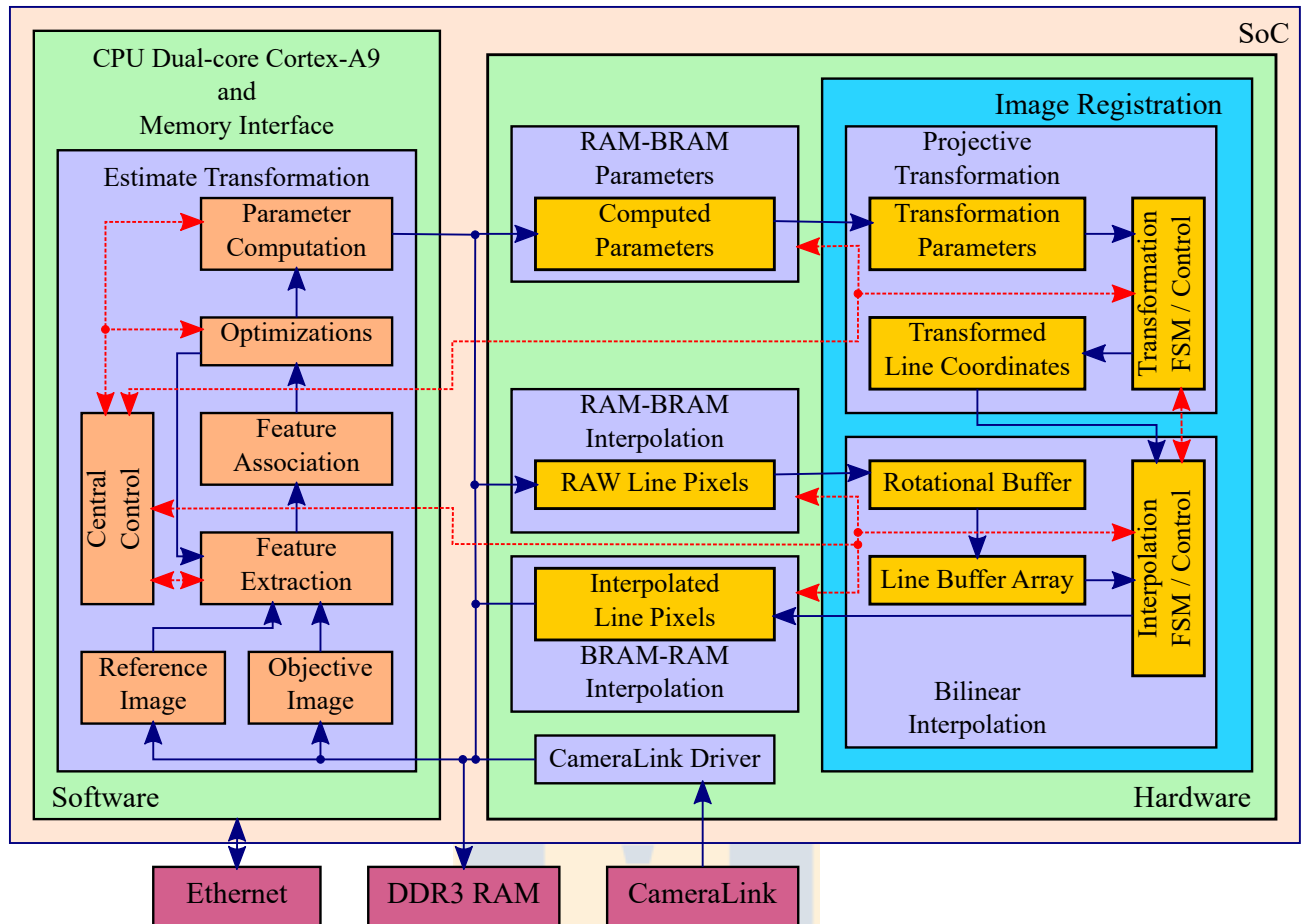 SoC
CPU Dual-core Cortex-A9
and
Memory Interface
Estimate Transformation
Parameter
Computation
Optimizations
Feature
Association
Central
Control
Feature
Extraction
Reference
Image
Objective
Image
Software
RAM-BRAM
Parameters
Computed
Parameters
RAM-BRAM
Interpolation
RAW Line Pixels
Interpolated
Line Pixels
BRAM-RAM
Interpolation
CameraLink Driver
Image Registration
Projective
Transformation
Transformation
Parameters
Transformation
FSM / Control
Transformed
Line Coordinates
Rotational Buffer
Line Buffer Array
Interpolation
FSM / Control
Bilinear
Interpolation
Hardware
Ethernet
DDR3 RAM
CameraLink